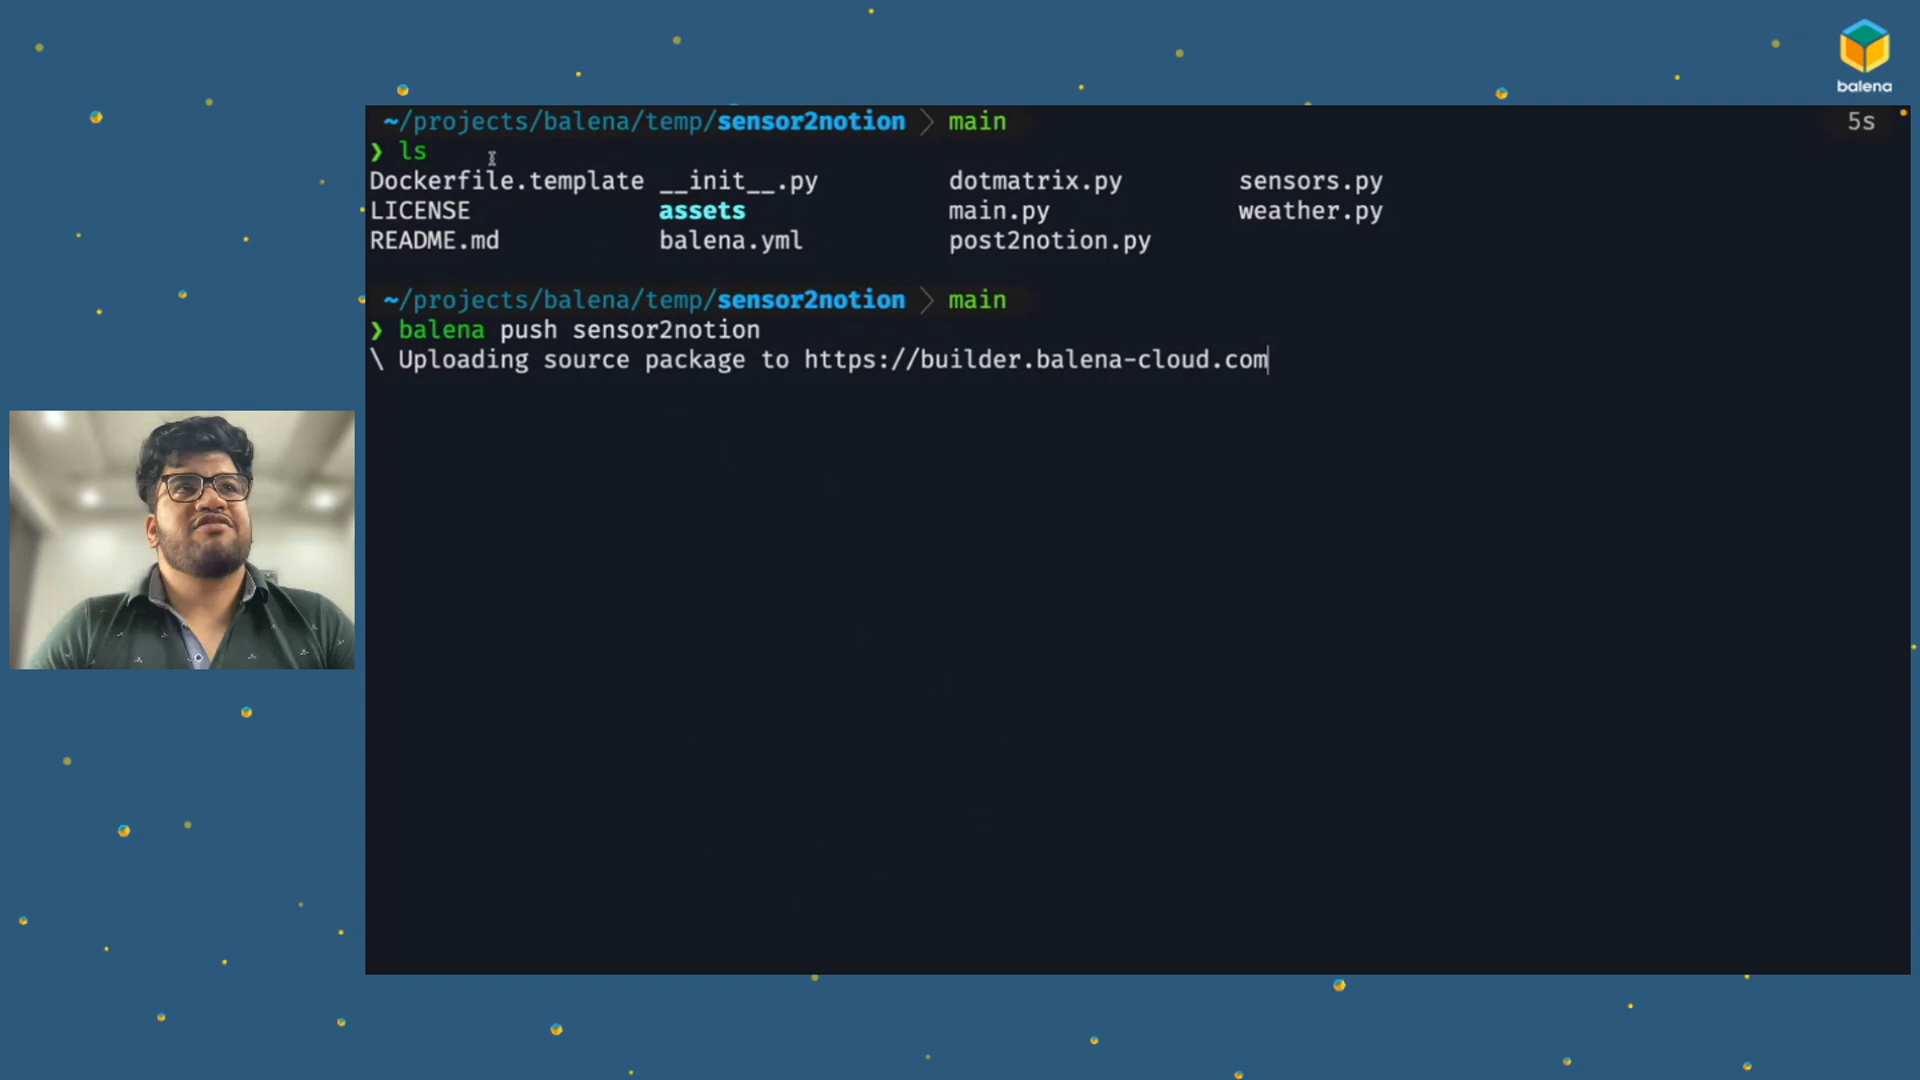 balena
~/projects/balena/temp/sensor2notion > main 5s
❯ ls
Dockerfile.template __init__.py dotmatrix.py sensors.py
LICENSE assets main.py weather.py
README.md balena.yml post2notion.py
~/projects/balena/temp/sensor2notion > main
❯ balena push sensor2notion
\ Uploading source package to https://builder.balena-cloud.com